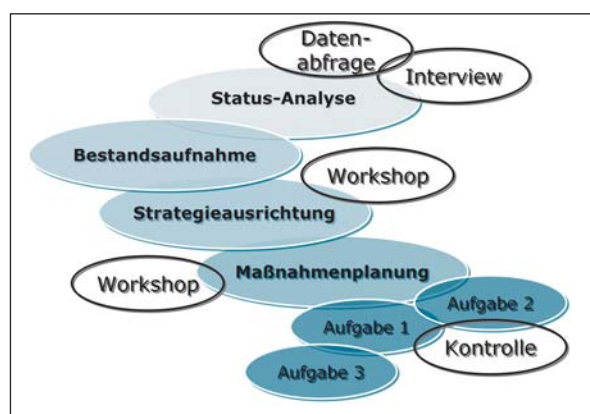 Daten-
abfrage
Interview
Status-Analyse
Bestandsaufnahme
Workshop
Strategieausrichtung
Maßnahmenplanung
Workshop
Aufgabe 2
Aufgabe 1
Kontrolle
Aufgabe 3